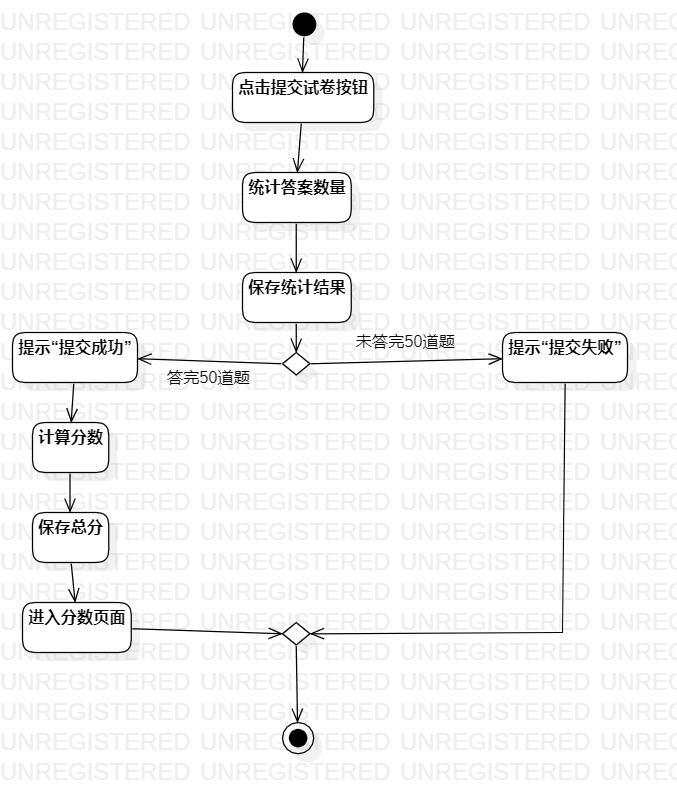 UNREGISTERED UNREGISTERED UNREGISTERED
点击提交试卷按钮
统计答案数量
保存统计结果
未答完50道题
提示“提交成功”
提示“提交失败”
答完50道题
计算分数
保存总分
进入分数页面